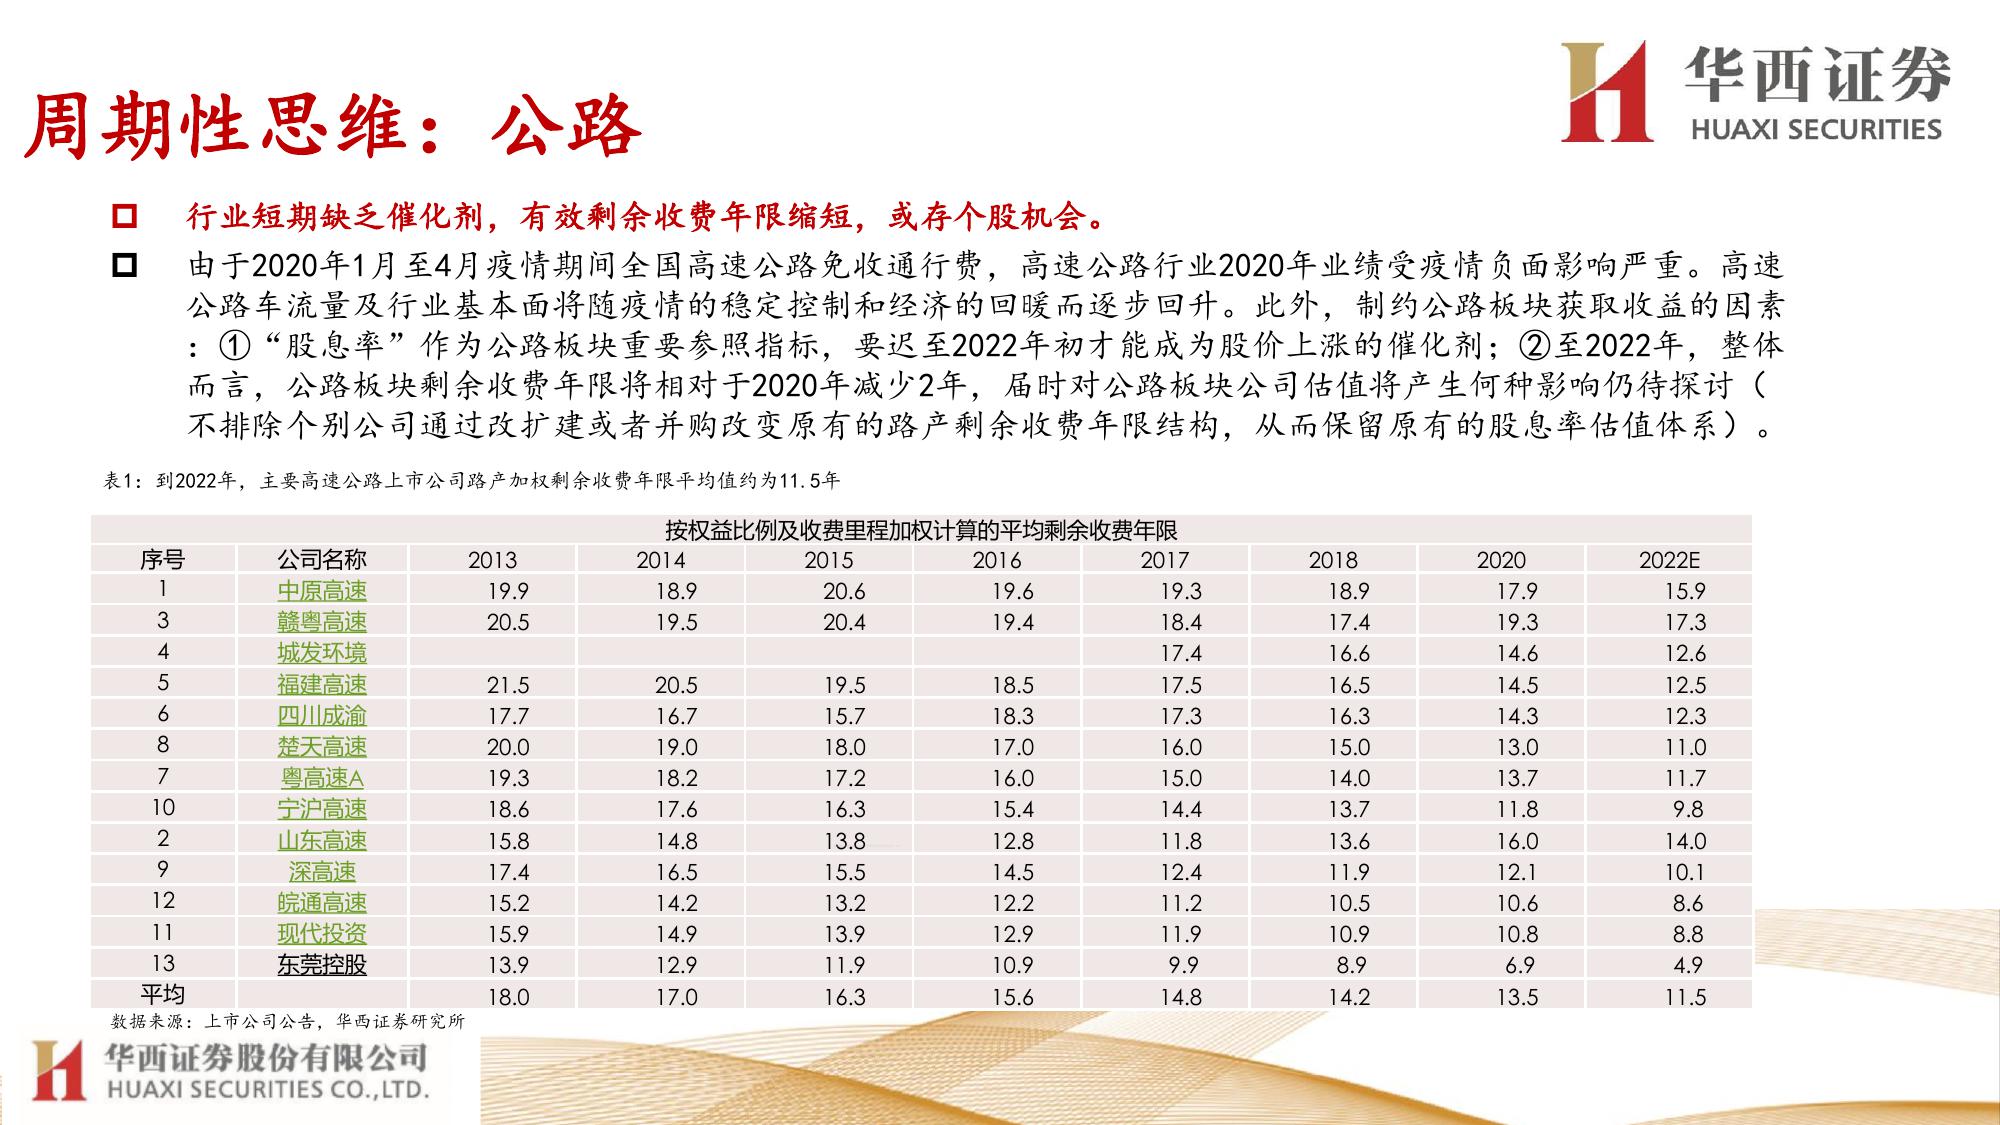 周期性思维：公路
华西证券
HUAXI SECURITIES
行业短期缺乏催化剂，有效剩余收费年限缩短，或存个股机会。
由于2020年1月至4月疫情期间全国高速公路免收通行费，高速公路行业2020年业绩受疫情负面影响严重。高速
公路车流量及行业基本面将随疫情的稳定控制和经济的回暖而逐步回升。此外，制约公路板块获取收益的因素
：①“股息率”作为公路板块重要参照指标，要迟至2022年初才能成为股价上涨的催化剂；②至2022年，整体
而言，公路板块剩余收费年限将相对于2020年减少2年，届时对公路板块公司估值将产生何种影响仍待探讨（
不排除个别公司通过改扩建或者并购改变原有的路产剩余收费年限结构，从而保留原有的股息率估值体系）。
表1：到2022年，主要高速公路上市公司路产加权剩余收费年限平均值约为11.5年
按权益比例及收费里程加权计算的平均剩余收费年限
序号 公司名称 2013 2014 2015 2016 2017 2018 2020 2022E
1 中原高速 19.9 18.9 20.6 19.6 19.3 18.9 17.9 15.9
3 赣粤高速 20.5 19.5 20.4 19.4 18.4 17.4 19.3 17.3
4 城发环境 17.4 16.6 14.6 12.6
5 福建高速 21.5 20.5 19.5 18.5 17.5 16.5 14.5 12.5
6 四川成渝 17.7 16.7 15.7 18.3 17.3 16.3 14.3 12.3
8 楚天高速 20.0 19.0 18.0 17.0 16.0 15.0 13.0 11.0
7 粤高速A 19.3 18.2 17.2 16.0 15.0 14.0 13.7 11.7
10 宁沪高速 18.6 17.6 16.3 15.4 14.4 13.7 11.8 9.8
2 山东高速 15.8 14.8 13.8 12.8 11.8 13.6 16.0 14.0
9 深高速 17.4 16.5 15.5 14.5 12.4 11.9 12.1 10.1
12 皖通高速 15.2 14.2 13.2 12.2 11.2 10.5 10.6 8.6
11 现代投资 15.9 14.9 13.9 12.9 11.9 10.9 10.8 8.8
13 东莞控股 13.9 12.9 11.9 10.9 9.9 8.9 6.9 4.9
平均 18.0 17.0 16.3 15.6 14.8 14.2 13.5 11.5
数据来源：上市公司公告，华西证券研究所
华西证券股份有限公司
HUAXI SECURITIES CO.,LTD.